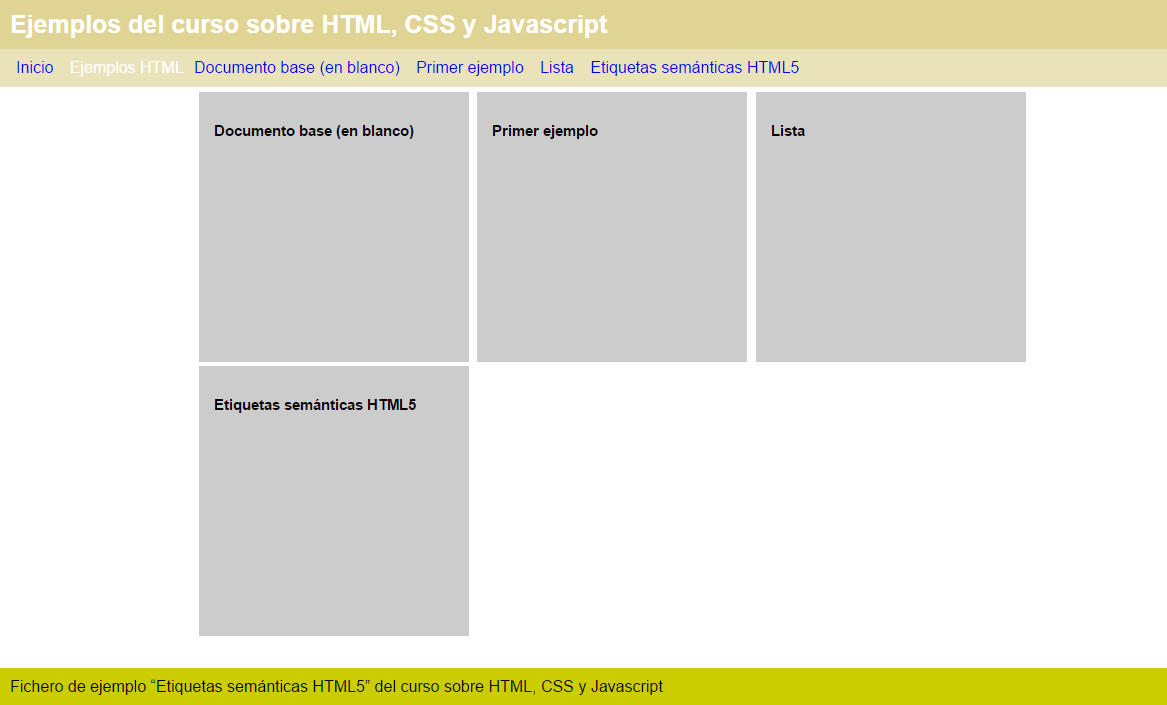 Ejemplos del curso sobre HTML, CSS y Javascript
Inicio Ejemplos HTML Documento base (en blanco) Primer ejemplo Lista Etiquetas semánticas HTML5
Documento base (en blanco)
Primer ejemplo
Lista
Etiquetas semánticas HTML5
Fichero de ejemplo “Etiquetas semánticas HTML5” del curso sobre HTML, CSS y Javascript